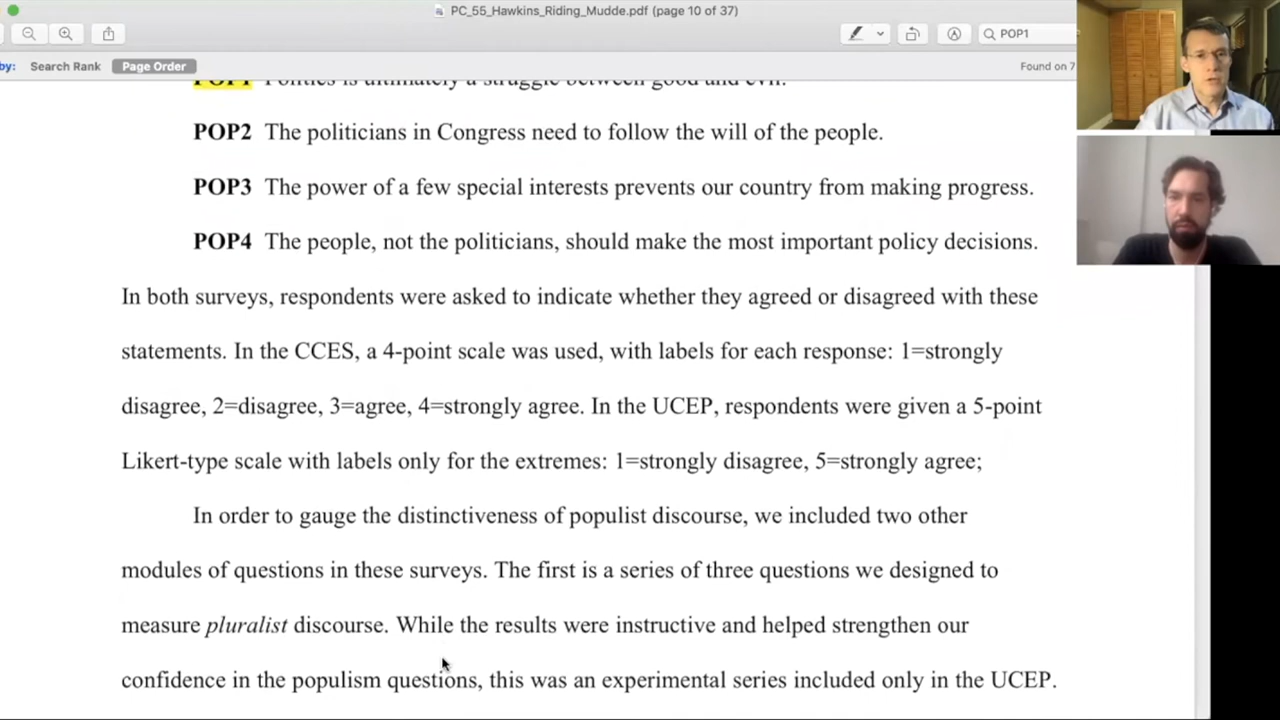 PC_55_Hawkins_Riding_Mudde.pdf (page 10 of 37)
POP1
by: Search Rank Page Order Found on 7
POP1 Politics is ultimately a struggle between good and evil.
POP2 The politicians in Congress need to follow the will of the people.
POP3 The power of a few special interests prevents our country from making progress.
POP4 The people, not the politicians, should make the most important policy decisions.
In both surveys, respondents were asked to indicate whether they agreed or disagreed with these
statements. In the CCES, a 4-point scale was used, with labels for each response: 1=strongly
disagree, 2=disagree, 3=agree, 4=strongly agree. In the UCEP, respondents were given a 5-point
Likert-type scale with labels only for the extremes: 1=strongly disagree, 5=strongly agree;
In order to gauge the distinctiveness of populist discourse, we included two other
modules of questions in these surveys. The first is a series of three questions we designed to
measure pluralist discourse. While the results were instructive and helped strengthen our
confidence in the populism questions, this was an experimental series included only in the UCEP.